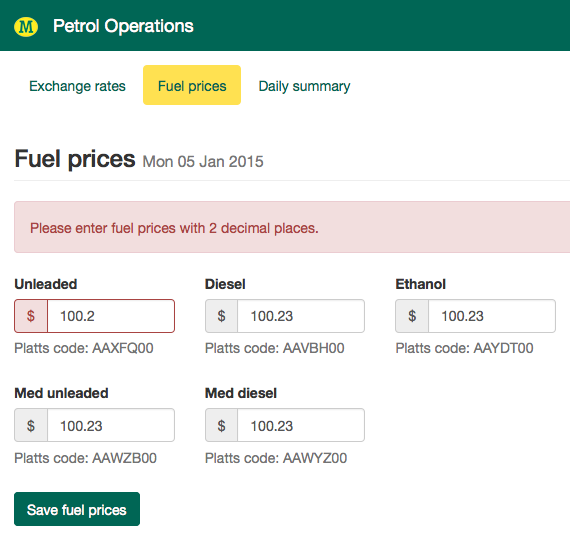 M Petrol Operations
Exchange rates Fuel prices Daily summary
Fuel prices Mon 05 Jan 2015
Please enter fuel prices with 2 decimal places.
Unleaded Diesel Ethanol
$ 100.2 $ 100.23 $ 100.23
Platts code: AAXFQ00 Platts code: AAVBH00 Platts code: AAYDT00
Med unleaded Med diesel
$ 100.23 $ 100.23
Platts code: AAWZB00 Platts code: AAWYZ00
Save fuel prices